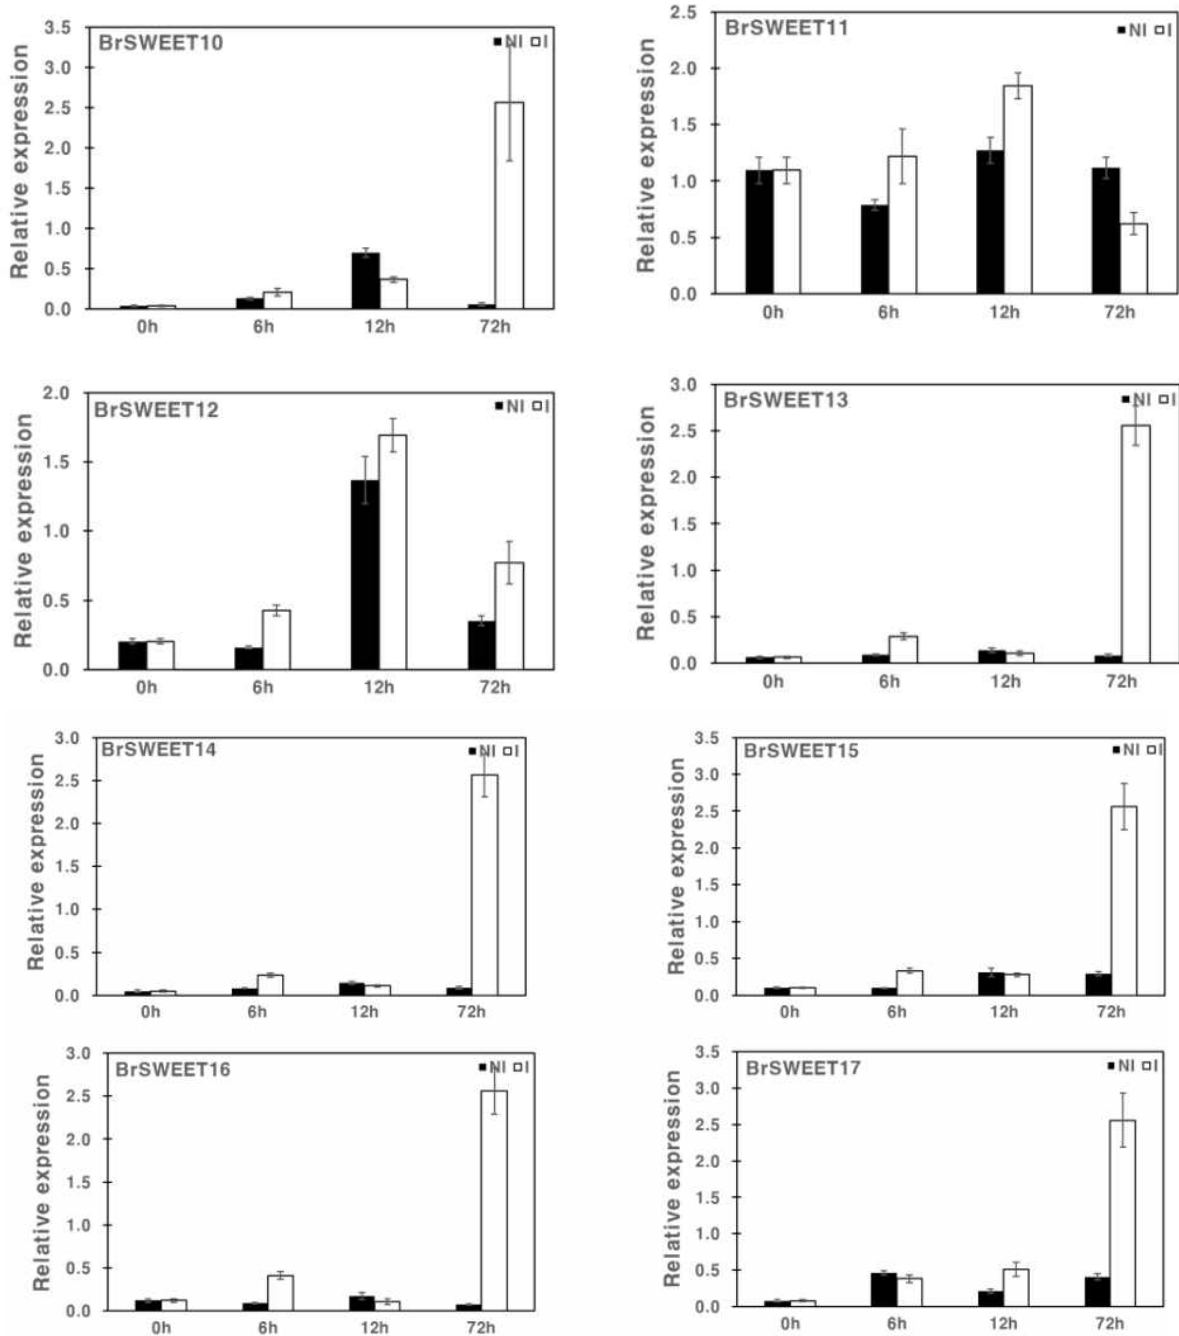 BrSWEET10
NI I
Relative expression
3.5
3.0
2.5
2.0
1.5
1.0
0.5
0.0
0h 6h 12h 72h
BrSWEET11
NI I
Relative expression
2.5
2.0
1.5
1.0
0.5
0.0
0h 6h 12h 72h
BrSWEET12
NI I
Relative expression
2.0
1.5
1.0
0.5
0.0
0h 6h 12h 72h
BrSWEET13
NI I
Relative expression
3.0
2.5
2.0
1.5
1.0
0.5
0.0
0h 6h 12h 72h
BrSWEET14
NI I
Relative expression
3.0
2.5
2.0
1.5
1.0
0.5
0.0
0h 6h 12h 72h
BrSWEET15
NI I
Relative expression
3.5
3.0
2.5
2.0
1.5
1.0
0.5
0.0
0h 6h 12h 72h
BrSWEET16
NI I
Relative expression
3.0
2.5
2.0
1.5
1.0
0.5
0.0
0h 6h 12h 72h
BrSWEET17
NI I
Relative expression
3.5
3.0
2.5
2.0
1.5
1.0
0.5
0.0
0h 6h 12h 72h